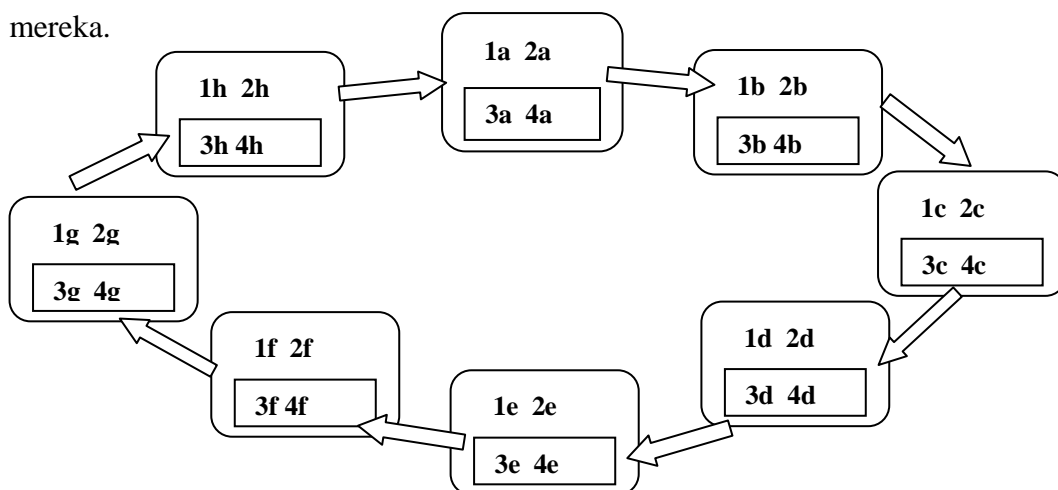 mereka.
1a 2a
3a 4a
1b 2b
3b 4b
1c 2c
3c 4c
1d 2d
3d 4d
1e 2e
3e 4e
1f 2f
3f 4f
1g 2g
3g 4g
1h 2h
3h 4h